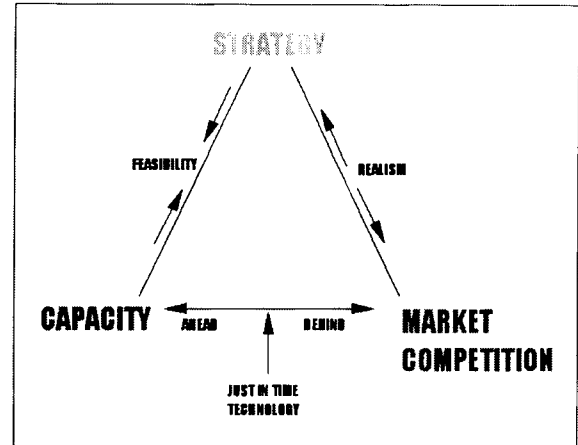 STRATEGY
FEASIBILITY
REALISM
CAPACITY
AHEAD
BEHIND
MARKET
COMPETITION
JUST IN TIME
TECHNOLOGY